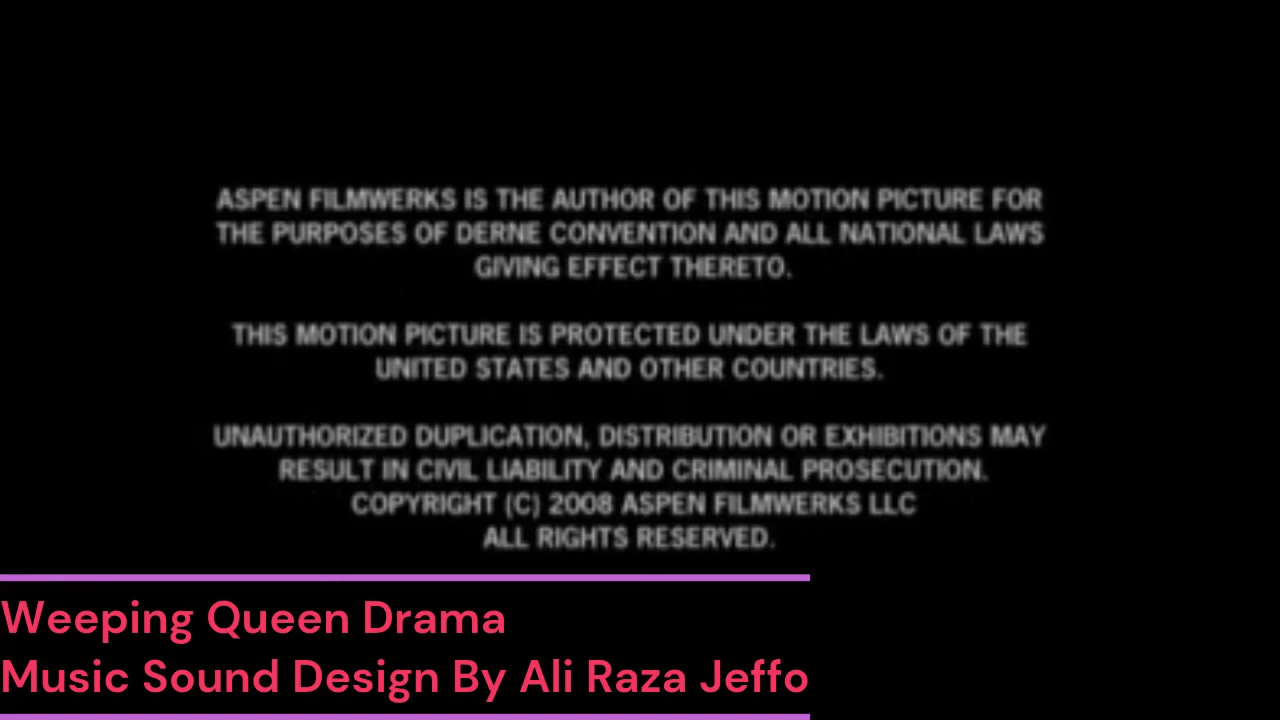 ASPEN FILMWERKS IS THE AUTHOR OF THIS MOTION PICTURE FOR
THE PURPOSES OF DERNE CONVENTION AND ALL NATIONAL LAWS
GIVING EFFECT THERETO.
THIS MOTION PICTURE IS PROTECTED UNDER THE LAWS OF THE
UNITED STATES AND OTHER COUNTRIES.
UNAUTHORIZED DUPLICATION, DISTRIBUTION OR EXHIBITIONS MAY
RESULT IN CIVIL LIABILITY AND CRIMINAL PROSECUTION.
COPYRIGHT (C) 2008 ASPEN FILMWERKS LLC
ALL RIGHTS RESERVED.
Weeping Queen Drama
Music Sound Design By Ali Raza Jeffo